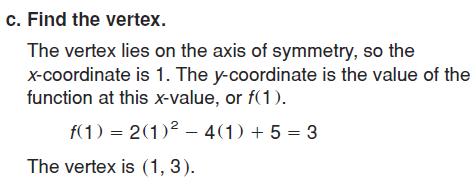 c. Find the vertex.
The vertex lies on the axis of symmetry, so the
x-coordinate is 1. The y-coordinate is the value of the
function at this x-value, or f(1).
f(1) = 2(1)² – 4(1) + 5 = 3
The vertex is (1, 3).